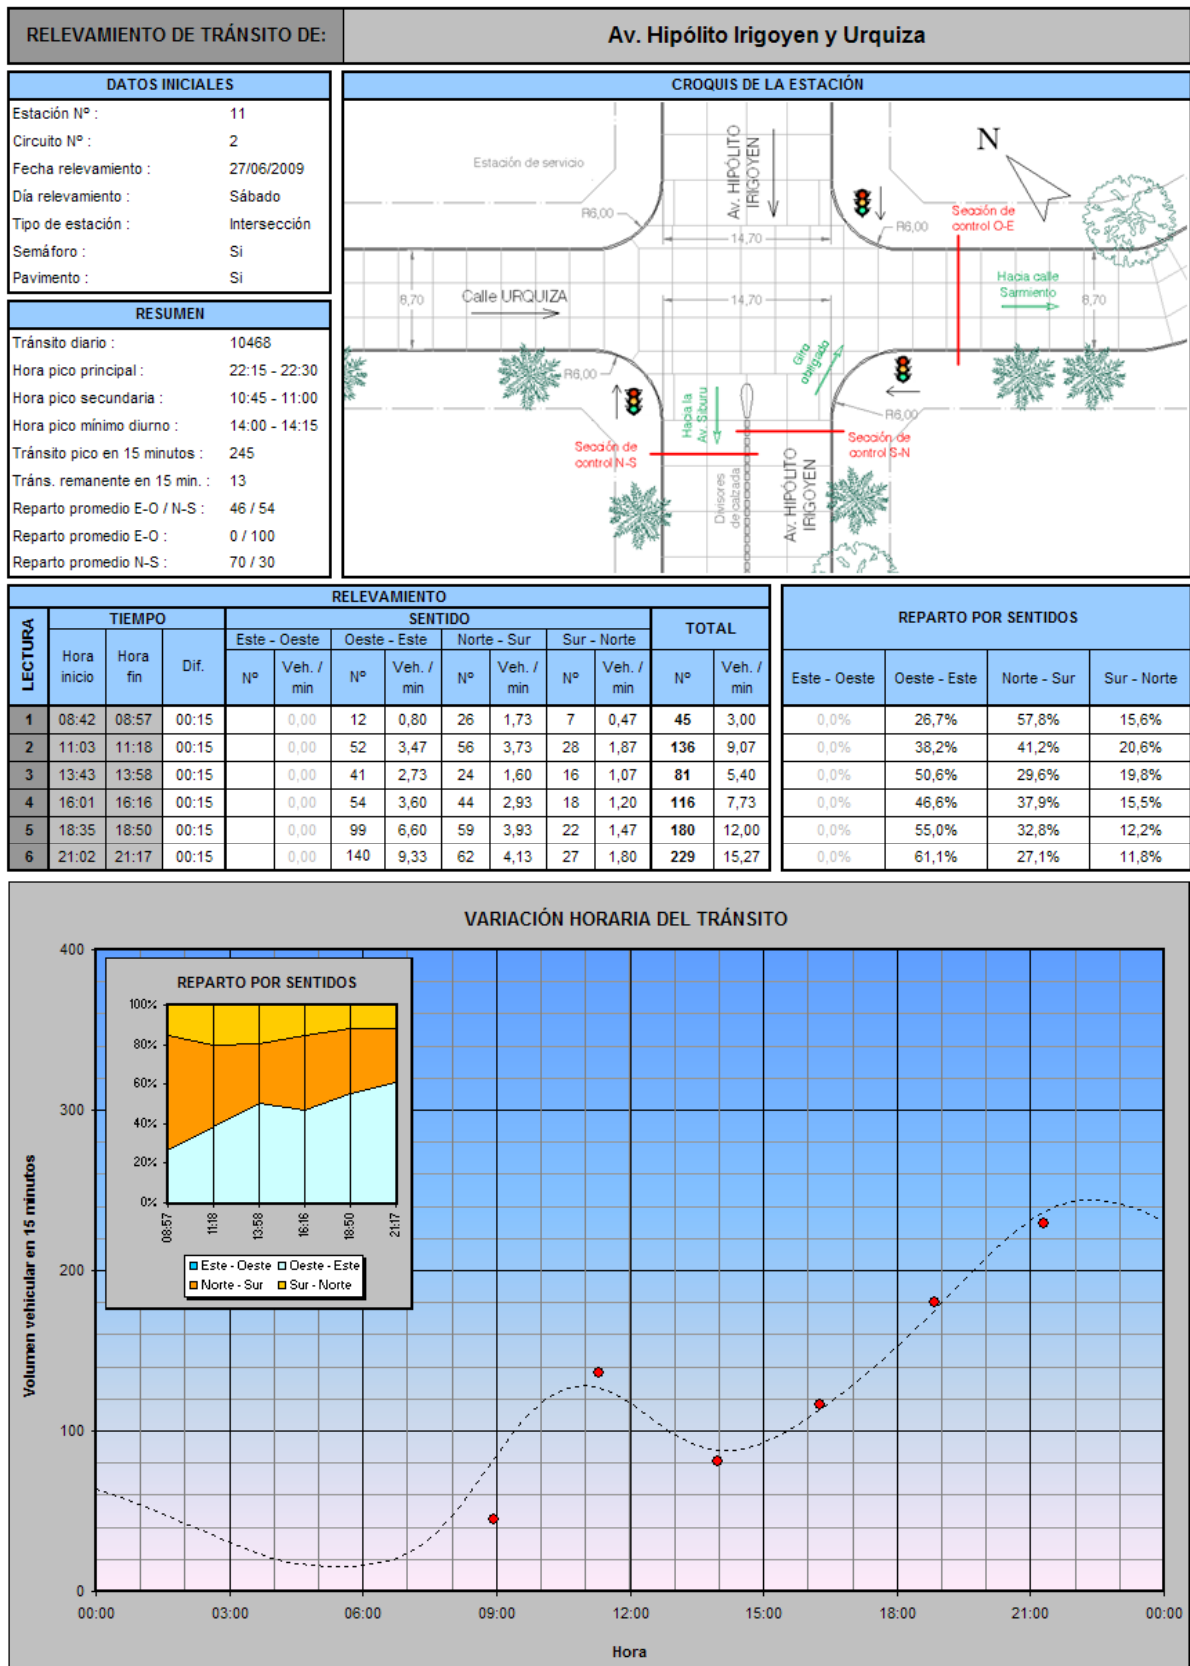 RELEVAMIENTO DE TRÁNSITO DE:
Av. Hipólito Irigoyen y Urquiza
DATOS INICIALES
Estación Nº : 11
Circuito Nº : 2
Fecha relevamiento : 27/06/2009
Día relevamiento : Sábado
Tipo de estación : Intersección
Semáforo : Si
Pavimento : Si
RESUMEN
Tránsito diario : 10468
Hora pico principal : 22:15 - 22:30
Hora pico secundaria : 10:45 - 11:00
Hora pico mínimo diurno : 14:00 - 14:15
Tránsito pico en 15 minutos : 245
Tráns. remanente en 15 min. : 13
Reparto promedio E-O / N-S : 46 / 54
Reparto promedio E-O : 0 / 100
Reparto promedio N-S : 70 / 30
CROQUIS DE LA ESTACIÓN
Estación de servicio
Av. HIPÓLITO
IRIGOYEN
N
R6,00
R6,00
Sección de
control O-E
14,70
8,70
Calle URQUIZA
14,70
Hacia calle
Sarmiento
8,70
R6,00
Giro
obligado
Hacia la
Av. Siburu
R6,00
Sección de
control N-S
Sección de
control S-N
Divisores
de calzada
Av. HIPÓLITO
IRIGOYEN
RELEVAMIENTO
LECTURA
TIEMPO
SENTIDO
TOTAL
Este - Oeste Oeste - Este Norte - Sur Sur - Norte
Hora inicio Hora fin Dif. Nº Veh. / min Nº Veh. / min Nº Veh. / min Nº Veh. / min Nº Veh. / min
1 08:42 08:57 00:15 0,00 12 0,80 26 1,73 7 0,47 45 3,00
2 11:03 11:18 00:15 0,00 52 3,47 56 3,73 28 1,87 136 9,07
3 13:43 13:58 00:15 0,00 41 2,73 24 1,60 16 1,07 81 5,40
4 16:01 16:16 00:15 0,00 54 3,60 44 2,93 18 1,20 116 7,73
5 18:35 18:50 00:15 0,00 99 6,60 59 3,93 22 1,47 180 12,00
6 21:02 21:17 00:15 0,00 140 9,33 62 4,13 27 1,80 229 15,27
REPARTO POR SENTIDOS
Este - Oeste Oeste - Este Norte - Sur Sur - Norte
0,0% 26,7% 57,8% 15,6%
0,0% 38,2% 41,2% 20,6%
0,0% 50,6% 29,6% 19,8%
0,0% 46,6% 37,9% 15,5%
0,0% 55,0% 32,8% 12,2%
0,0% 61,1% 27,1% 11,8%
VARIACIÓN HORARIA DEL TRÁNSITO
Volumen vehicular en 15 minutos
400
300
200
100
0
REPARTO POR SENTIDOS
100%
80%
60%
40%
20%
0%
08:57 11:18 13:58 16:16 18:50 21:17
Este - Oeste Oeste - Este
Norte - Sur Sur - Norte
00:00 03:00 06:00 09:00 12:00 15:00 18:00 21:00 00:00
Hora